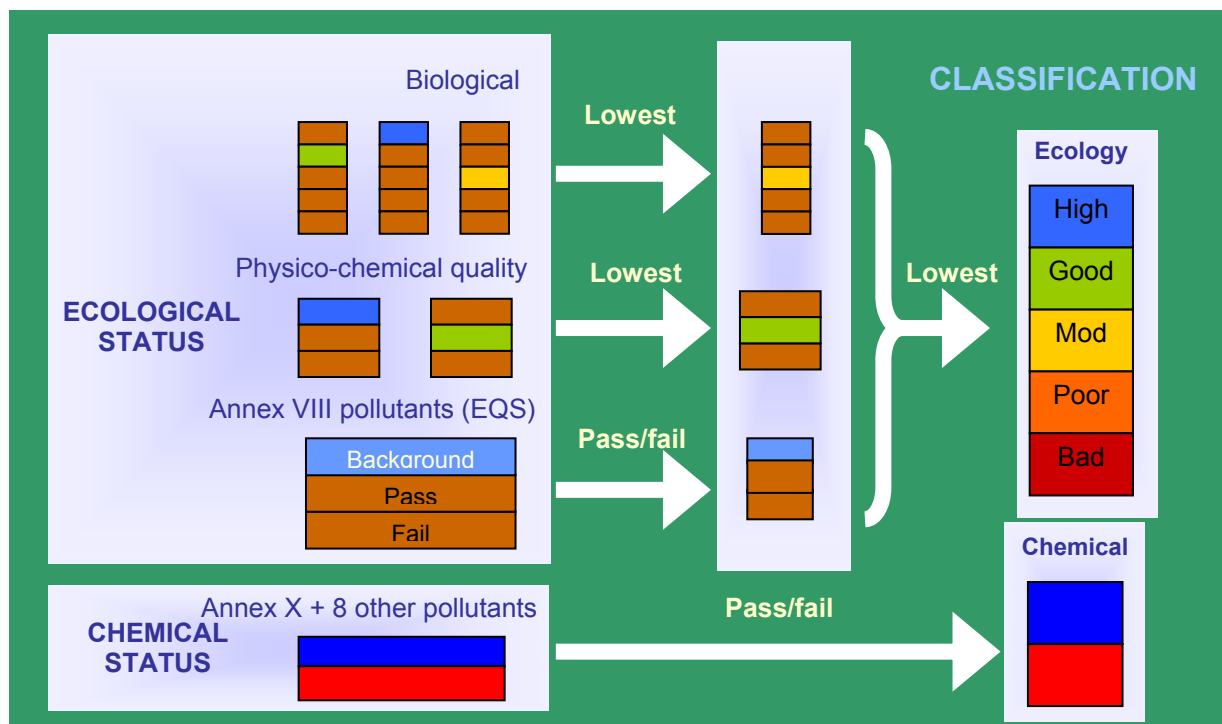 CLASSIFICATION
Biological
Lowest
Ecology
High
Good
Mod
Poor
Bad
Physico-chemical quality
Lowest
Lowest
ECOLOGICAL
STATUS
Annex VIII pollutants (EQS)
Pass/fail
Background
Pass
Fail
Chemical
Annex X + 8 other pollutants
Pass/fail
CHEMICAL
STATUS